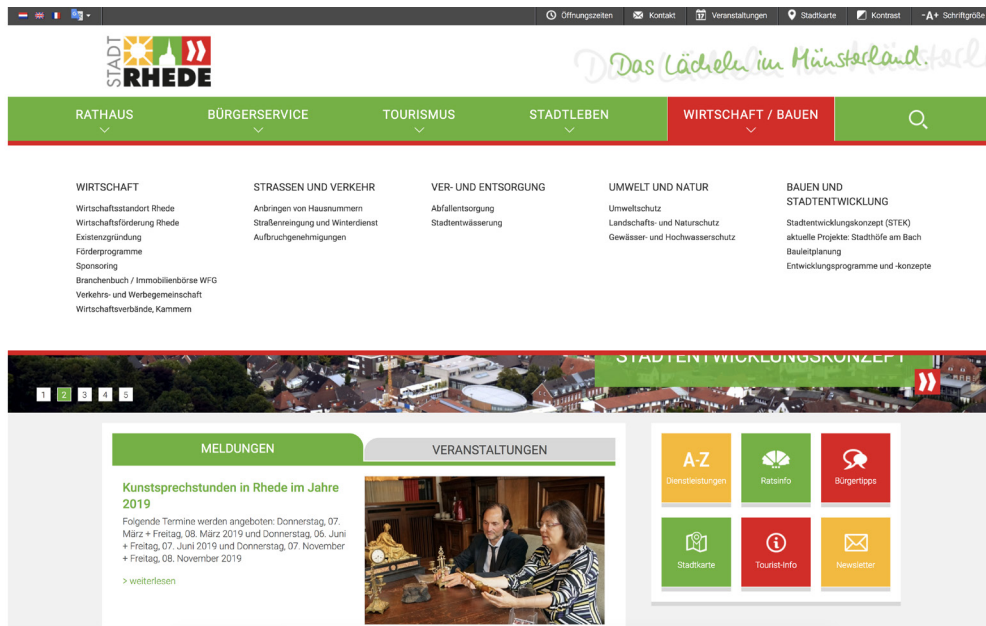 Öffnungszeiten Kontakt 17 Veranstaltungen Stadtkarte Kontrast -A+ Schriftgröße
STADT
RHEDE
Das Lächeln im Münsterland.
RATHAUS BÜRGERSERVICE TOURISMUS STADTLEBEN WIRTSCHAFT / BAUEN
WIRTSCHAFT
Wirtschaftsstandort Rhede
Wirtschaftsförderung Rhede
Existenzgründung
Förderprogramme
Sponsoring
Branchenbuch / Immobilienbörse WFG
Verkehrs- und Werbegemeinschaft
Wirtschaftsverbände, Kammern
STRASSEN UND VERKEHR
Anbringen von Hausnummern
Straßenreingung und Winterdienst
Aufbruchgenehmigungen
VER- UND ENTSORGUNG
Abfallentsorgung
Stadtentwässerung
UMWELT UND NATUR
Umweltschutz
Landschafts- und Naturschutz
Gewässer- und Hochwasserschutz
BAUEN UND
STADTENTWICKLUNG
Stadtentwicklungskonzept (STEK)
aktuelle Projekte: Stadthöfe am Bach
Bauleitplanung
Entwicklungsprogramme und -konzepte
STADTENTWICKLUNGSKONZEPT
1 2 3 4 5
MELDUNGEN VERANSTALTUNGEN
Kunstsprechstunden in Rhede im Jahre
2019
Folgende Termine werden angeboten: Donnerstag, 07.
März + Freitag, 08. März 2019 und Donnerstag, 06. Juni
+ Freitag, 07. Juni 2019 und Donnerstag, 07. November
+ Freitag, 08. November 2019
> weiterlesen
A-Z
Dienstleistungen
Ratsinfo
Bürgertipps
Stadtkarte
Tourist-Info
Newsletter